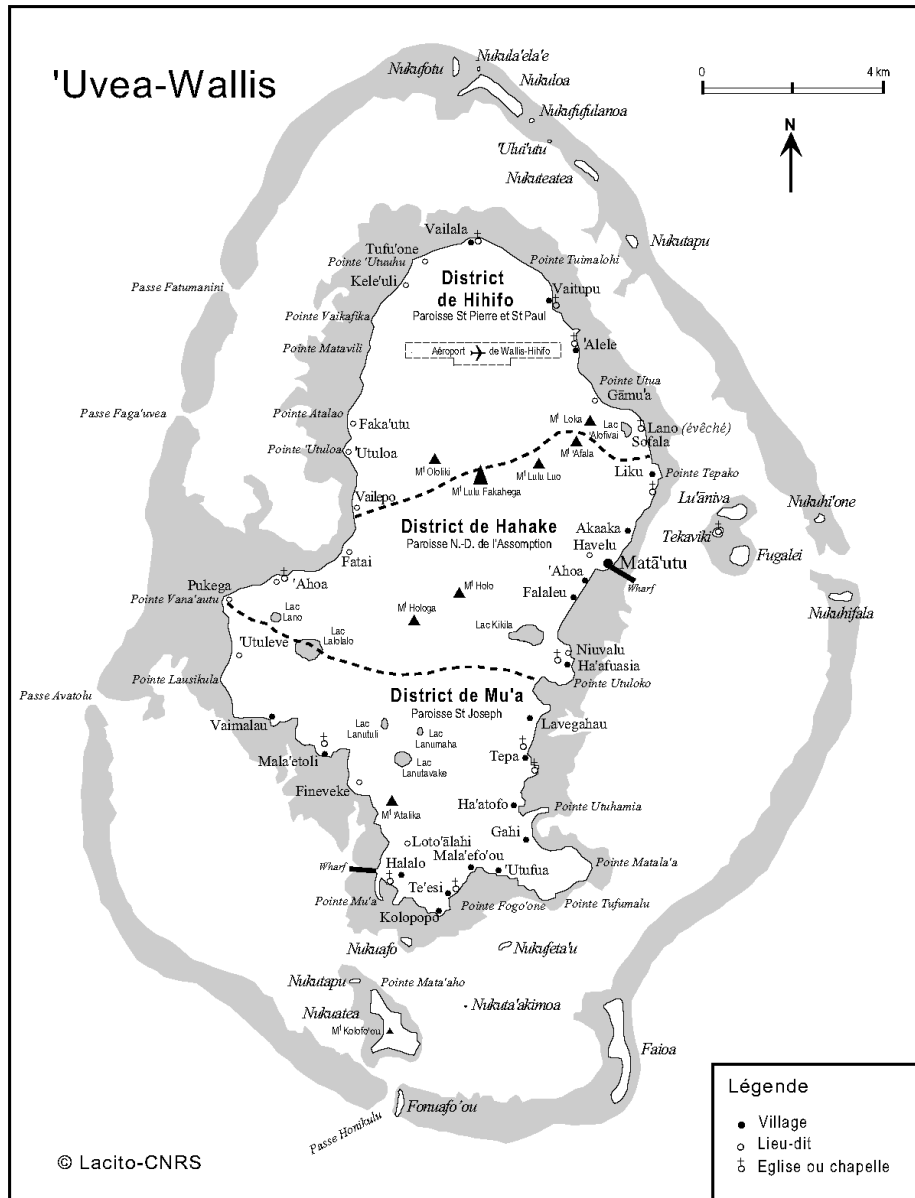 'Uvea-Wallis
0 4 km
N
Nukufotu
Nukula'ela'e
Nukuloa
Nukufufulanoa
'Ului'utu
Nukuteatea
Nukutapu
Vailala
Tufu'one
Pointe 'Utuuhu
Kele'uli
Pointe Tuimalohi
District
de Hihifo
Paroisse St Pierre et St Paul
Vaitupu
Passe Fatumanini
Pointe Vaikafika
Pointe Matavili
Aéroport de Wallis-Hihifo
'Alele
Pointe Utua
Gāmu'a
Passe Faga'uvea
Pointe Atalao
Faka'utu
Mt Loka
Lac
'Alofivai
Lano (évêché)
Sofala
Pointe 'Utuloa
'Utuloa
Mt 'Afala
Mt Ololiki
Mt Lulu Fakahega
Mt Lulu Luo
Liku
Pointe Tepako
Vailepo
Lu'āniva
Nukuhi'one
District de Hahake
Paroisse N.-D. de l'Assomption
Akaaka
Havelu
Tekaviki
Fugalei
Fatai
Matā'utu
Wharf
'Ahoa
'Ahoa
Falaleu
Pukega
Pointe Vana'autu
Lac
Lano
Mt Holo
Mt Hologa
Nukuhifala
Lac
Lalolalo
Lac Kikila
'Utuleve
Niuvalu
Ha'afuasia
Pointe Lausikula
Pointe Utuloko
Passe Avatolu
District de Mu'a
Paroisse St Joseph
Vaimalau
Lavegahau
Lac
Lanutuli
Lac
Lanumaha
Mala'etoli
Lac
Lanutavake
Tepa
Fineveke
Mt 'Atalika
Ha'atofo
Pointe Utuhamia
Gahi
Loto'ālahi
Mala'efo'ou
Pointe Matala'a
Wharf
Halalo
'Utufua
Te'esi
Pointe Mu'a
Pointe Fogo'one
Pointe Tufumalu
Kolopopo
Nukuafo
Nukufeta'u
Nukutapu
Pointe Mata'aho
Nukuatea
Nukuta'akimoa
Mt Kolofo'ou
Faioa
Fonuafo'ou
Passe Honikulu
Légende
Village
Lieu-dit
Eglise ou chapelle
© Lacito-CNRS